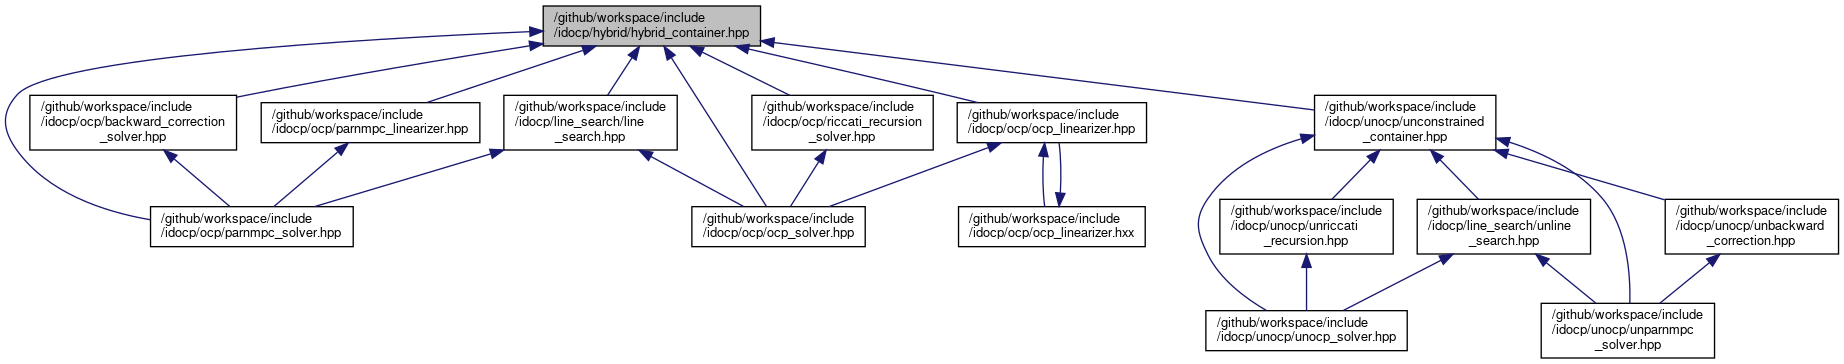 /github/workspace/include
/idocp/hybrid/hybrid_container.hpp
/github/workspace/include
/idocp/ocp/backward_correction
_solver.hpp
/github/workspace/include
/idocp/ocp/parnmpc_linearizer.hpp
/github/workspace/include
/idocp/line_search/line
_search.hpp
/github/workspace/include
/idocp/ocp/riccati_recursion
_solver.hpp
/github/workspace/include
/idocp/ocp/ocp_linearizer.hpp
/github/workspace/include
/idocp/unocp/unconstrained
_container.hpp
/github/workspace/include
/idocp/ocp/parnmpc_solver.hpp
/github/workspace/include
/idocp/ocp/ocp_solver.hpp
/github/workspace/include
/idocp/ocp/ocp_linearizer.hxx
/github/workspace/include
/idocp/unocp/unriccati
_recursion.hpp
/github/workspace/include
/idocp/line_search/unline
_search.hpp
/github/workspace/include
/idocp/unocp/unbackward
_correction.hpp
/github/workspace/include
/idocp/unocp/unocp_solver.hpp
/github/workspace/include
/idocp/unocp/unparnmpc
_solver.hpp